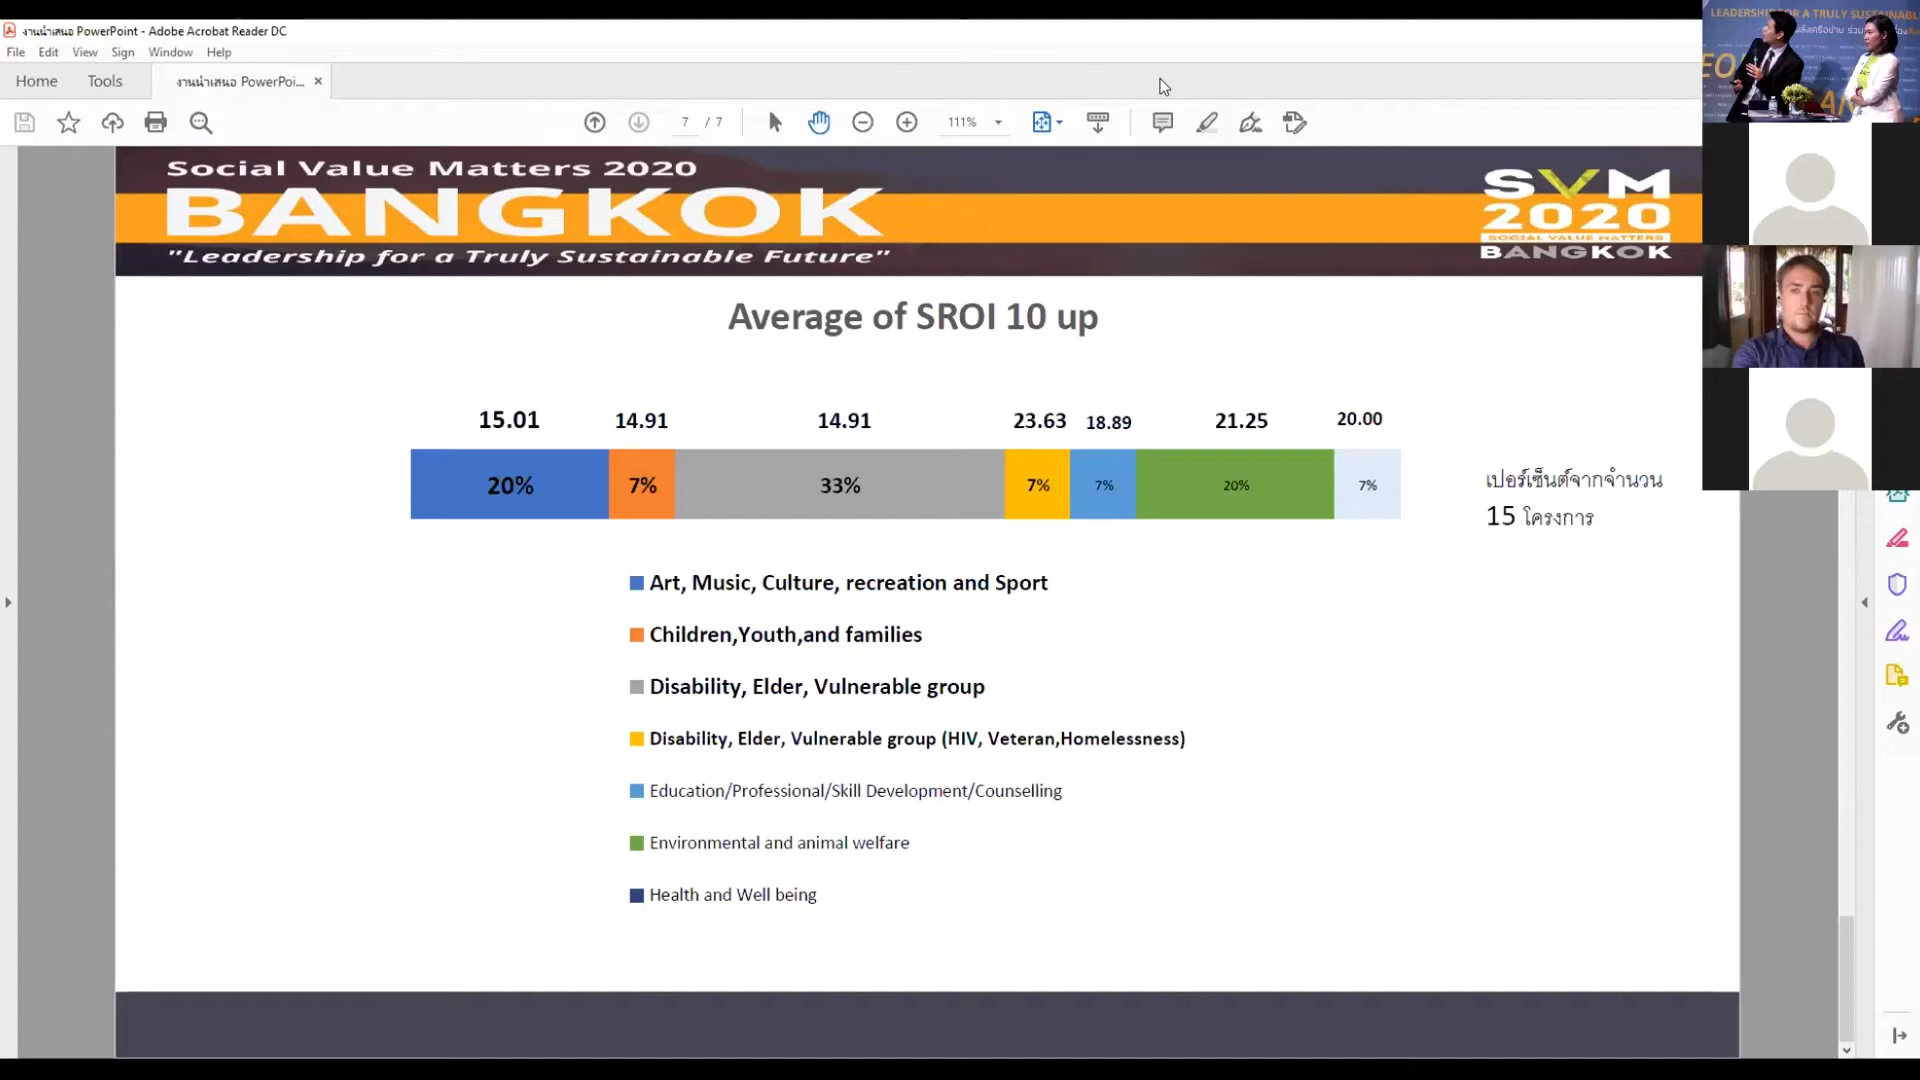 งานนำเสนอ PowerPoint - Adobe Acrobat Reader DC
File Edit View Sign Window Help
Home Tools งานนำเสนอ PowerPoi... ×
7 / 7 111%
Social Value Matters 2020
BANGKOK
"Leadership for a Truly Sustainable Future"
SVM
2020
SOCIAL VALUE MATTERS
BANGKOK
LEADERSHIP FOR A TRULY SUSTAINABL
Average of SROI 10 up
15.01 14.91 14.91 23.63 18.89 21.25 20.00
20% 7% 33% 7% 7% 20% 7%
เปอร์เซ็นต์จากจำนวน
15 โครงการ
Art, Music, Culture, recreation and Sport
Children,Youth,and families
Disability, Elder, Vulnerable group
Disability, Elder, Vulnerable group (HIV, Veteran,Homelessness)
Education/Professional/Skill Development/Counselling
Environmental and animal welfare
Health and Well being